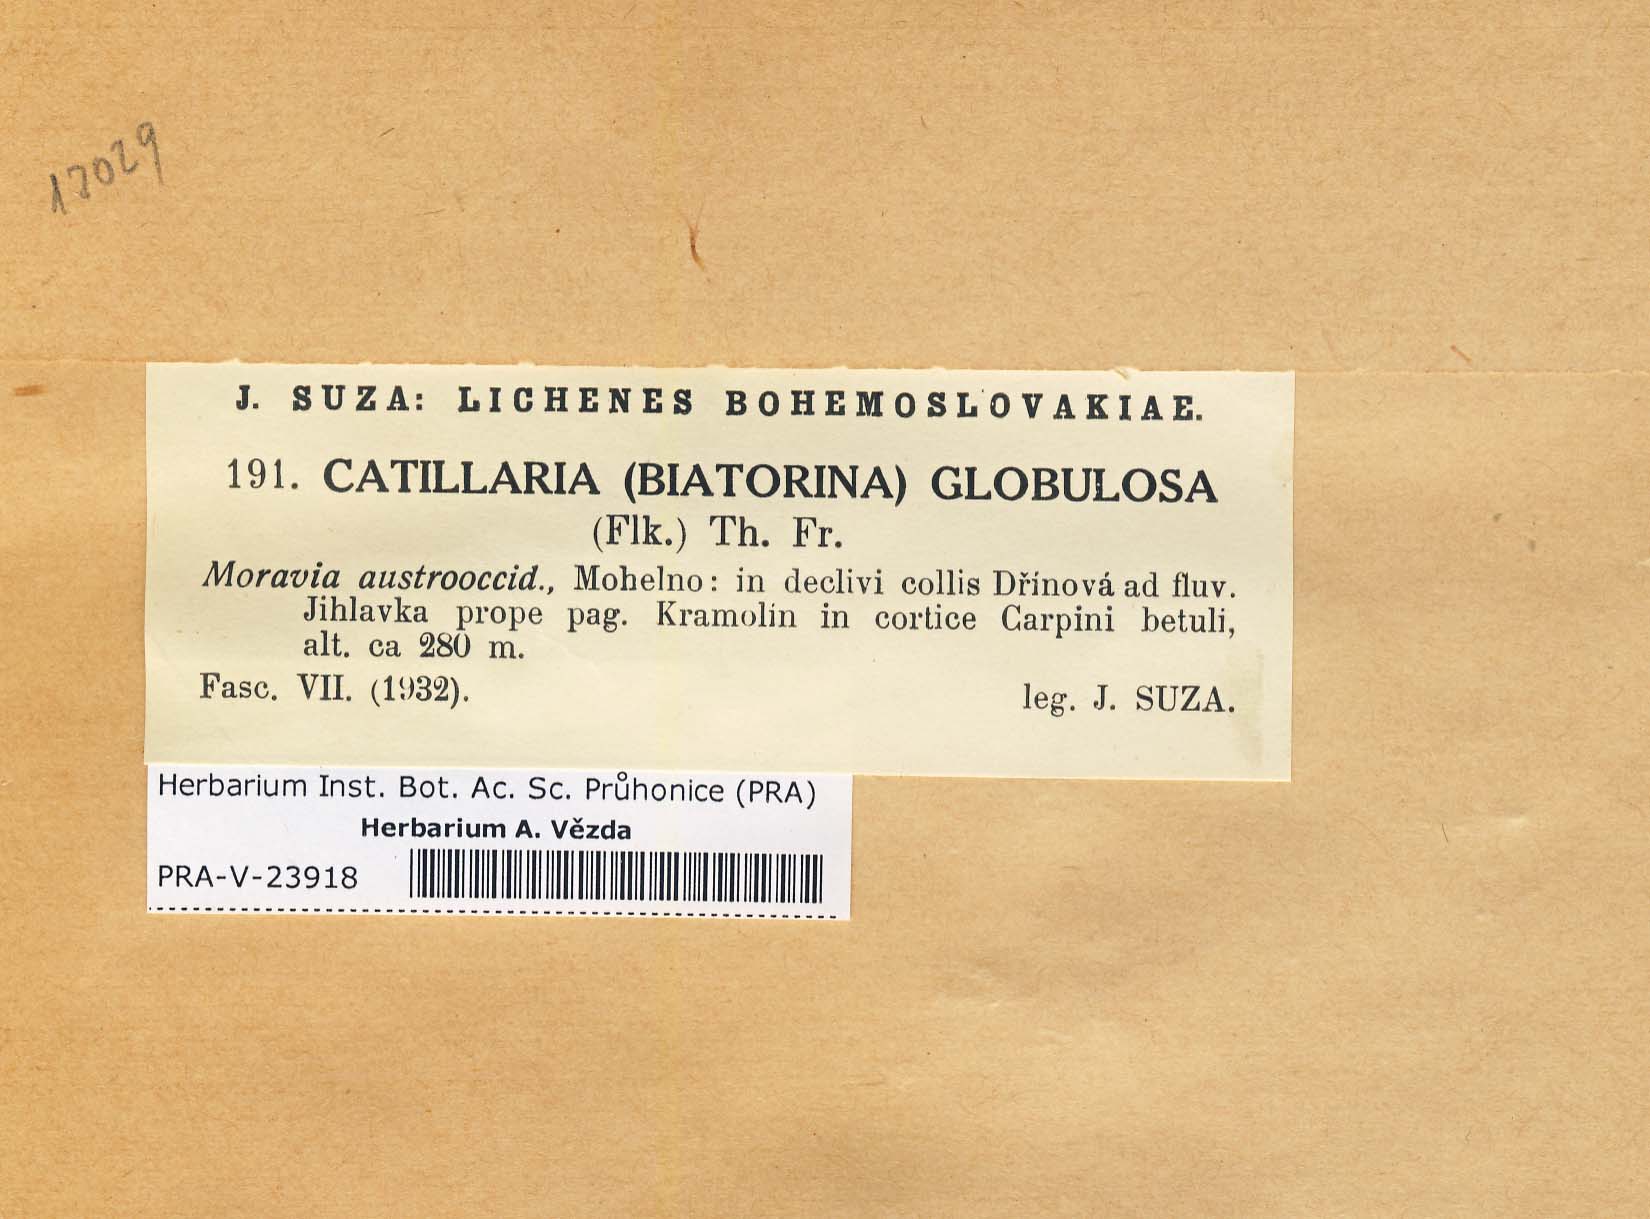 12029
J. SUZA: LICHENES BOHEMOSLOVAKIAE.
191. CATILLARIA (BIATORINA) GLOBULOSA
(Flk.) Th. Fr.
Moravia austrooccid., Mohelno: in declivi collis Dřínová ad fluv.
Jihlavka prope pag. Kramolín in cortice Carpini betuli,
alt. ca 280 m.
Fasc. VII. (1932). leg. J. SUZA.
Herbarium Inst. Bot. Ac. Sc. Průhonice (PRA)
Herbarium A. Vězda
PRA-V-23918